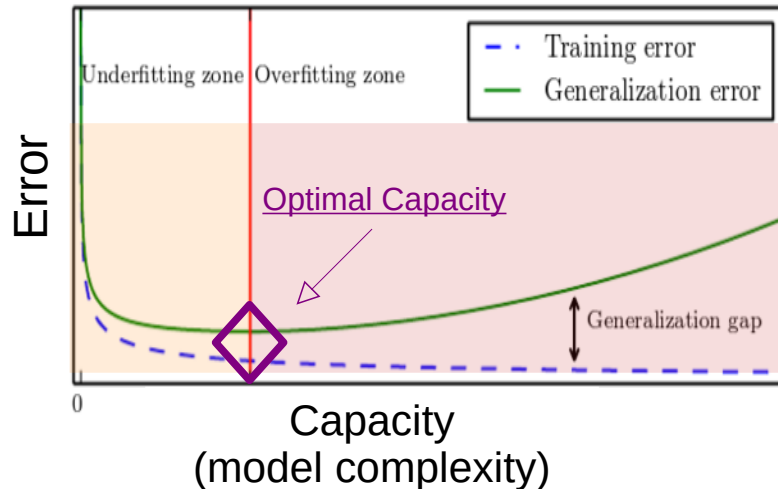 Underfitting zone
Overfitting zone
Training error
Generalization error
Error
Optimal Capacity
Generalization gap
0
Capacity
(model complexity)